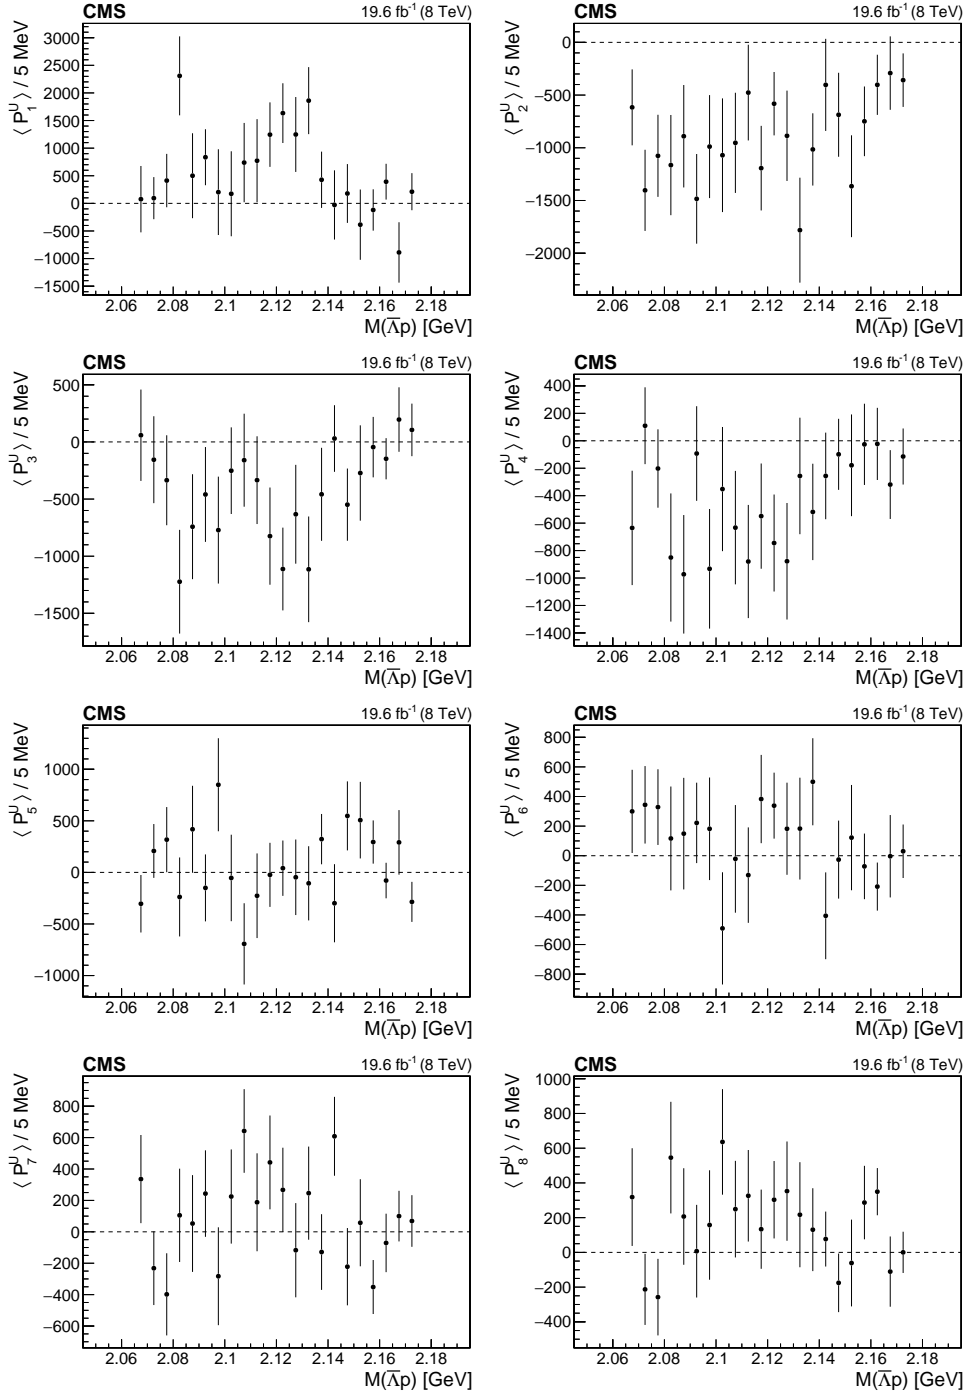 CMS 19.6 fb⁻¹ (8 TeV)
⟨ P₁ᵁ ⟩ / 5 MeV
3000
2500
2000
1500
1000
500
0
−500
−1000
−1500
2.06 2.08 2.1 2.12 2.14 2.16 2.18
M(Λ̅p) [GeV]
CMS 19.6 fb⁻¹ (8 TeV)
⟨ P₂ᵁ ⟩ / 5 MeV
0
−500
−1000
−1500
−2000
2.06 2.08 2.1 2.12 2.14 2.16 2.18
M(Λ̅p) [GeV]
CMS 19.6 fb⁻¹ (8 TeV)
⟨ P₃ᵁ ⟩ / 5 MeV
500
0
−500
−1000
−1500
2.06 2.08 2.1 2.12 2.14 2.16 2.18
M(Λ̅p) [GeV]
CMS 19.6 fb⁻¹ (8 TeV)
⟨ P₄ᵁ ⟩ / 5 MeV
400
200
0
−200
−400
−600
−800
−1000
−1200
−1400
2.06 2.08 2.1 2.12 2.14 2.16 2.18
M(Λ̅p) [GeV]
CMS 19.6 fb⁻¹ (8 TeV)
⟨ P₅ᵁ ⟩ / 5 MeV
1000
500
0
−500
−1000
2.06 2.08 2.1 2.12 2.14 2.16 2.18
M(Λ̅p) [GeV]
CMS 19.6 fb⁻¹ (8 TeV)
⟨ P₆ᵁ ⟩ / 5 MeV
800
600
400
200
0
−200
−400
−600
−800
2.06 2.08 2.1 2.12 2.14 2.16 2.18
M(Λ̅p) [GeV]
CMS 19.6 fb⁻¹ (8 TeV)
⟨ P₇ᵁ ⟩ / 5 MeV
800
600
400
200
0
−200
−400
−600
2.06 2.08 2.1 2.12 2.14 2.16 2.18
M(Λ̅p) [GeV]
CMS 19.6 fb⁻¹ (8 TeV)
⟨ P₈ᵁ ⟩ / 5 MeV
1000
800
600
400
200
0
−200
−400
2.06 2.08 2.1 2.12 2.14 2.16 2.18
M(Λ̅p) [GeV]